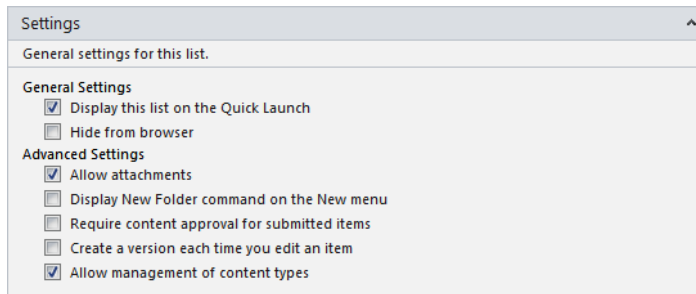 Settings
General settings for this list.
General Settings
Display this list on the Quick Launch
Hide from browser
Advanced Settings
Allow attachments
Display New Folder command on the New menu
Require content approval for submitted items
Create a version each time you edit an item
Allow management of content types